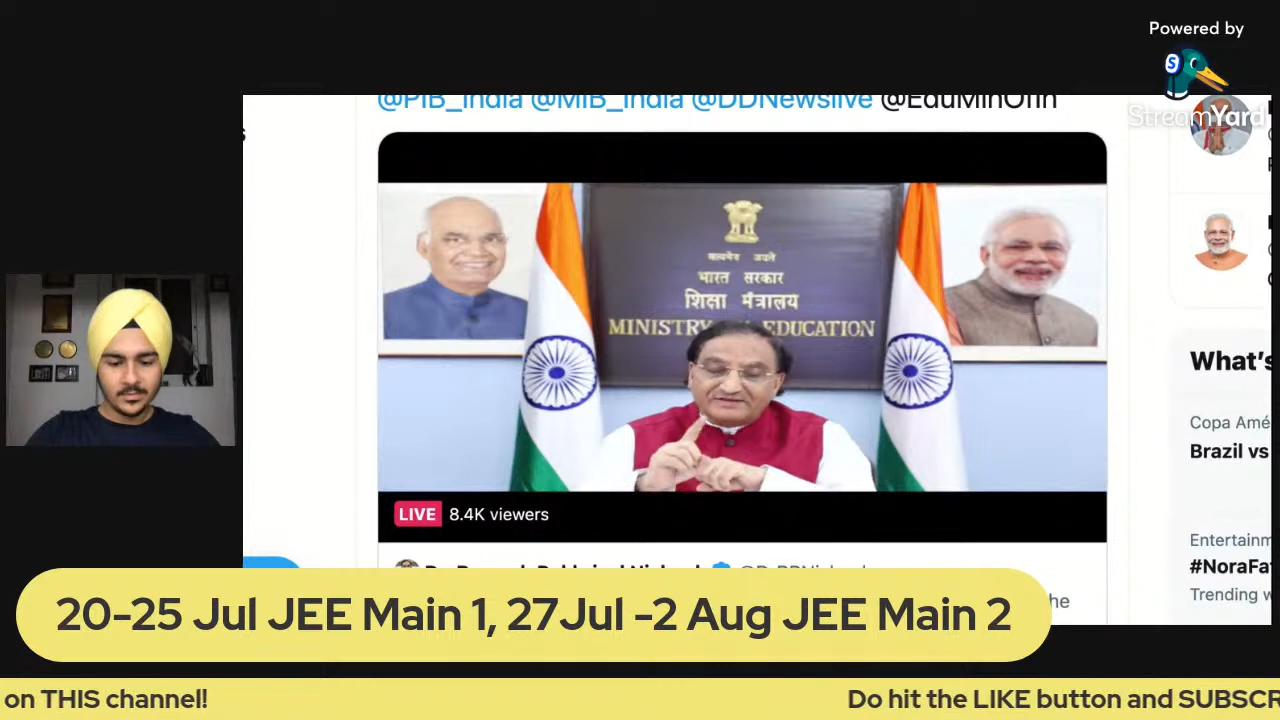 Powered by
StreamYard
@PIB_India @MIB_India @DDNewslive @EduMinOfIn
सत्यमेव जयते
भारत सरकार
शिक्षा मंत्रालय
MINISTRY EDUCATION
LIVE 8.4K viewers
What's
Copa Amé
Brazil vs
Entertainm
#NoraFat
Trending w
he
20-25 Jul JEE Main 1, 27Jul -2 Aug JEE Main 2
on THIS channel! Do hit the LIKE button and SUBSCR